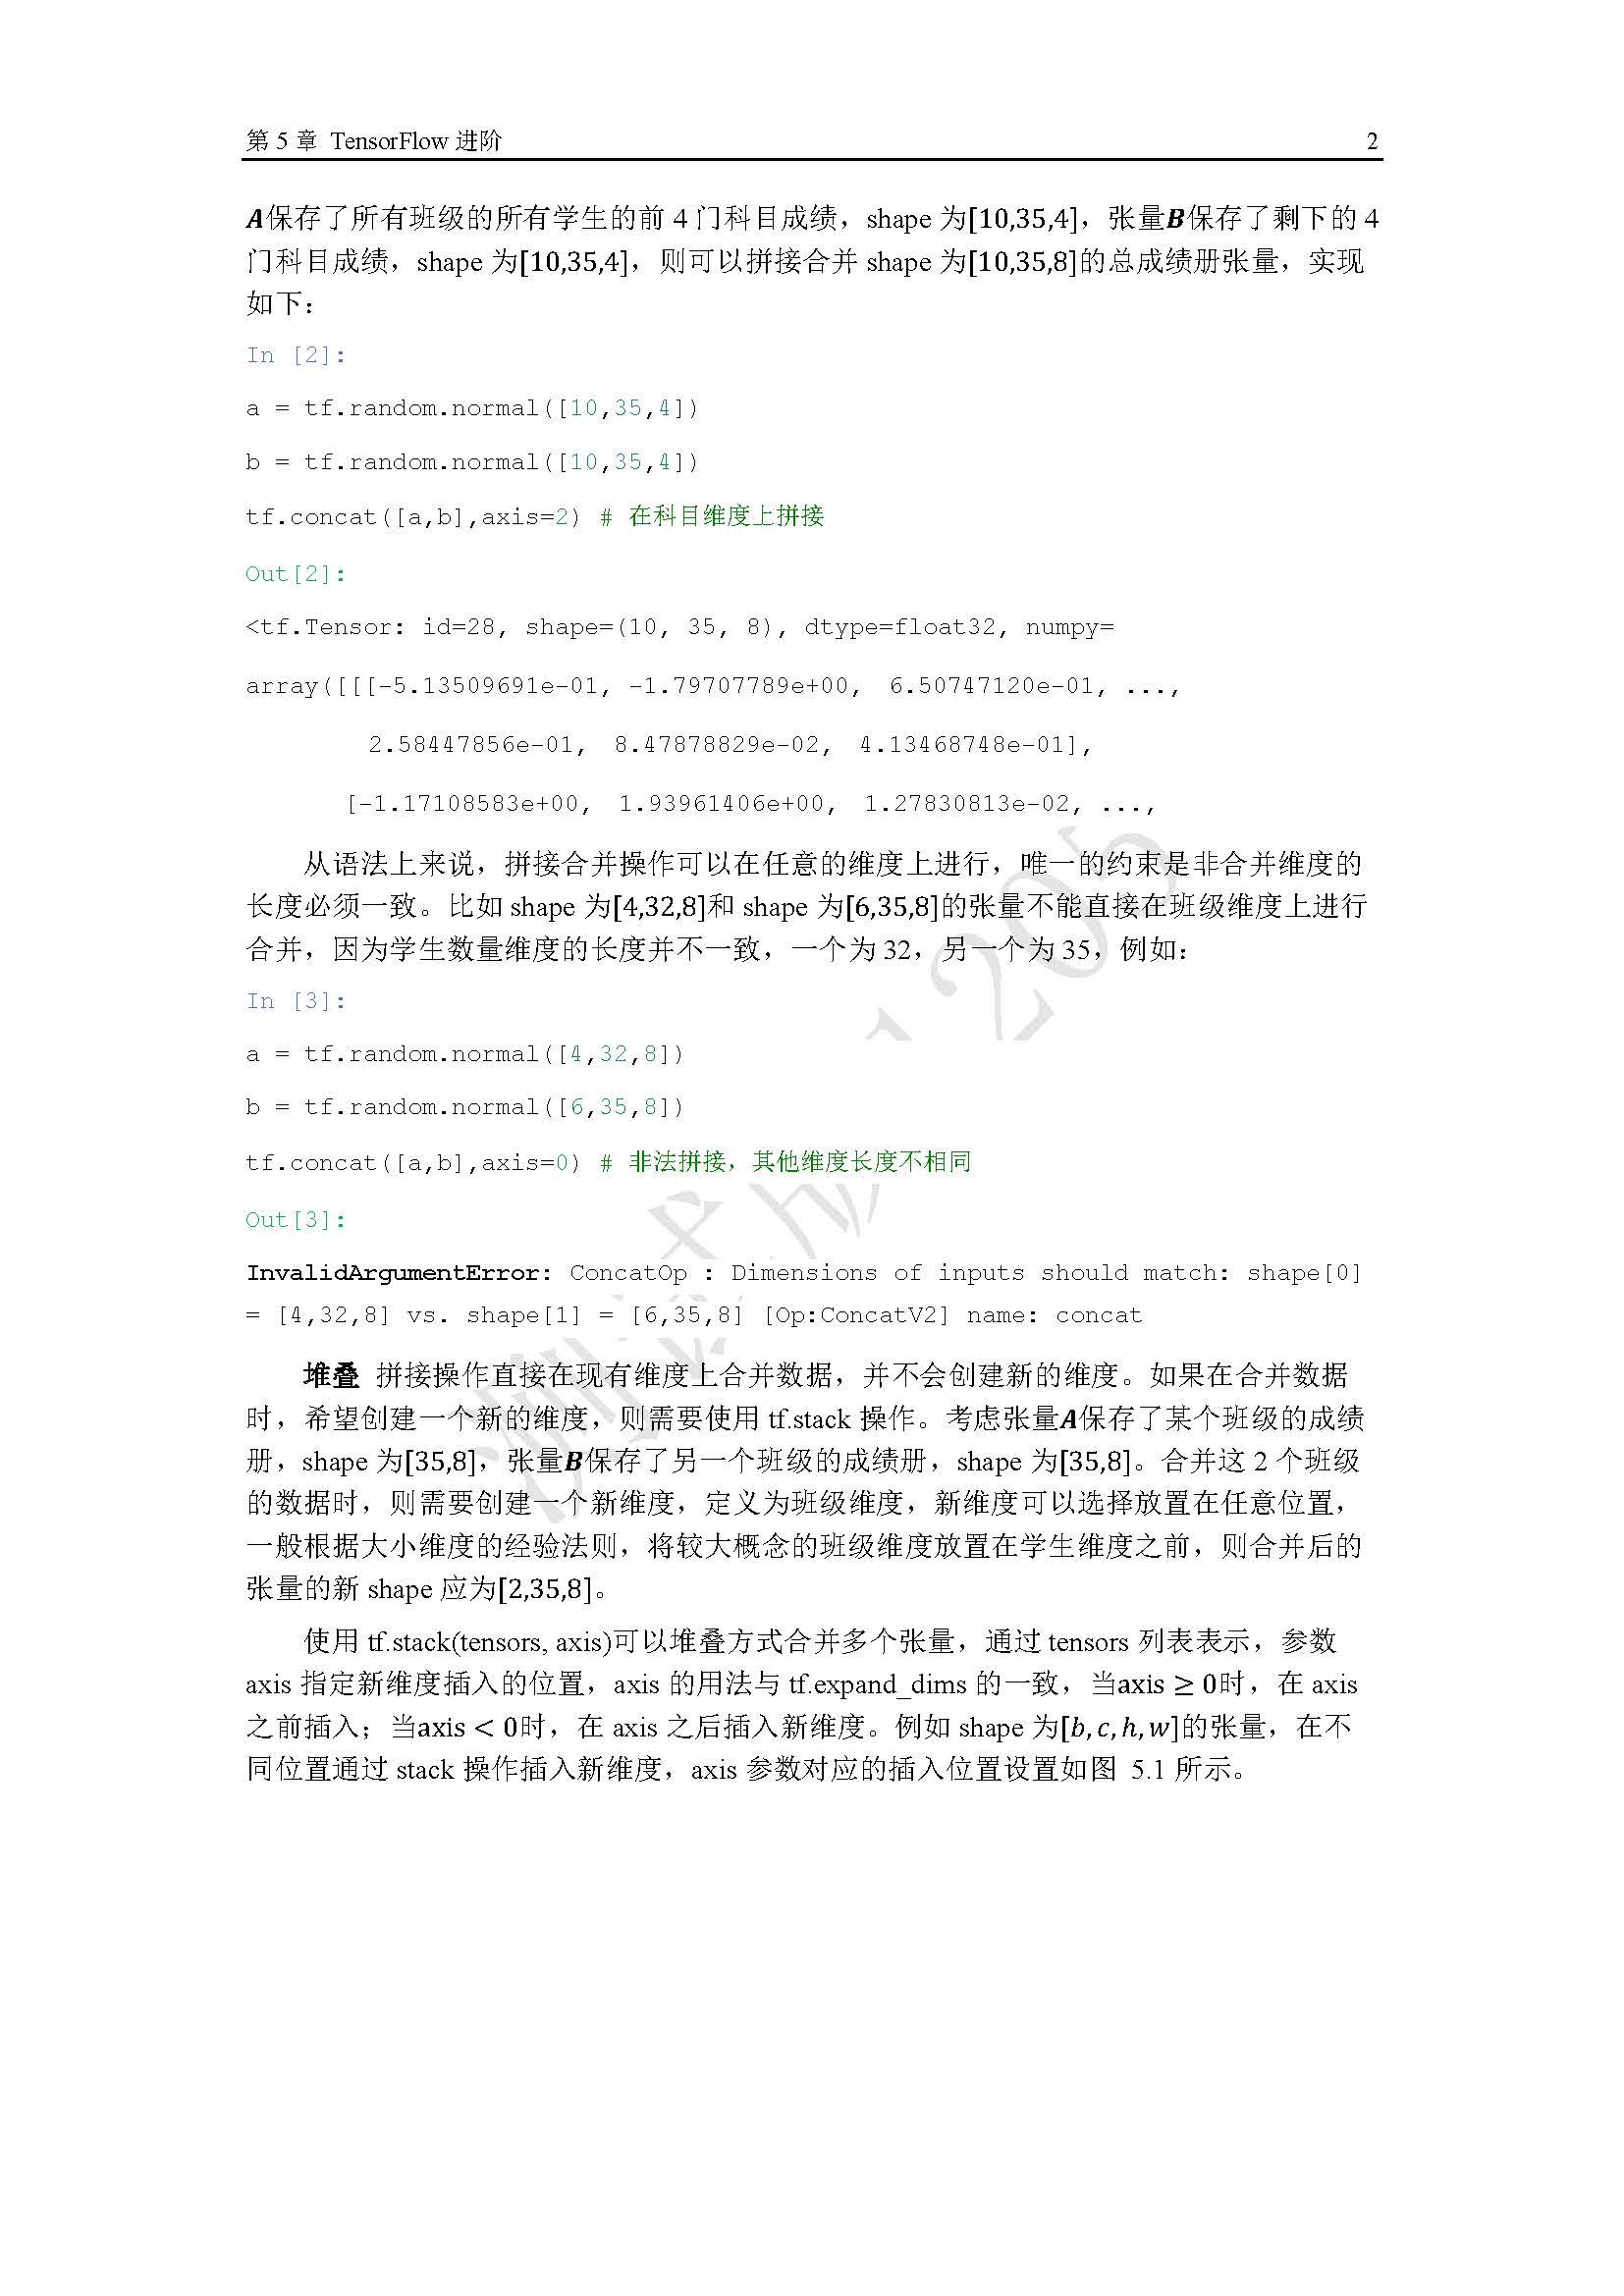 第 5 章 TensorFlow 进阶 2
A保存了所有班级的所有学生的前 4 门科目成绩，shape 为[10,35,4]，张量B保存了剩下的 4
门科目成绩，shape 为[10,35,4]，则可以拼接合并 shape 为[10,35,8]的总成绩册张量，实现
如下：
In [2]:
a = tf.random.normal([10,35,4])
b = tf.random.normal([10,35,4])
tf.concat([a,b],axis=2) # 在科目维度上拼接
Out[2]:
<tf.Tensor: id=28, shape=(10, 35, 8), dtype=float32, numpy=
array([[[-5.13509691e-01, -1.79707789e+00, 6.50747120e-01, ...,
2.58447856e-01, 8.47878829e-02, 4.13468748e-01],
[-1.17108583e+00, 1.93961406e+00, 1.27830813e-02, ...,
从语法上来说，拼接合并操作可以在任意的维度上进行，唯一的约束是非合并维度的
长度必须一致。比如 shape 为[4,32,8]和 shape 为[6,35,8]的张量不能直接在班级维度上进行
合并，因为学生数量维度的长度并不一致，一个为 32，另一个为 35，例如：
In [3]:
a = tf.random.normal([4,32,8])
b = tf.random.normal([6,35,8])
tf.concat([a,b],axis=0) # 非法拼接，其他维度长度不相同
Out[3]:
InvalidArgumentError: ConcatOp : Dimensions of inputs should match: shape[0]
= [4,32,8] vs. shape[1] = [6,35,8] [Op:ConcatV2] name: concat
堆叠 拼接操作直接在现有维度上合并数据，并不会创建新的维度。如果在合并数据
时，希望创建一个新的维度，则需要使用 tf.stack 操作。考虑张量A保存了某个班级的成绩
册，shape 为[35,8]，张量B保存了另一个班级的成绩册，shape 为[35,8]。合并这 2 个班级
的数据时，则需要创建一个新维度，定义为班级维度，新维度可以选择放置在任意位置，
一般根据大小维度的经验法则，将较大概念的班级维度放置在学生维度之前，则合并后的
张量的新 shape 应为[2,35,8]。
使用 tf.stack(tensors, axis)可以堆叠方式合并多个张量，通过 tensors 列表表示，参数
axis 指定新维度插入的位置，axis 的用法与 tf.expand_dims 的一致，当axis ≥ 0时，在 axis
之前插入；当axis < 0时，在 axis 之后插入新维度。例如 shape 为[b, c, h, w]的张量，在不
同位置通过 stack 操作插入新维度，axis 参数对应的插入位置设置如图 5.1 所示。